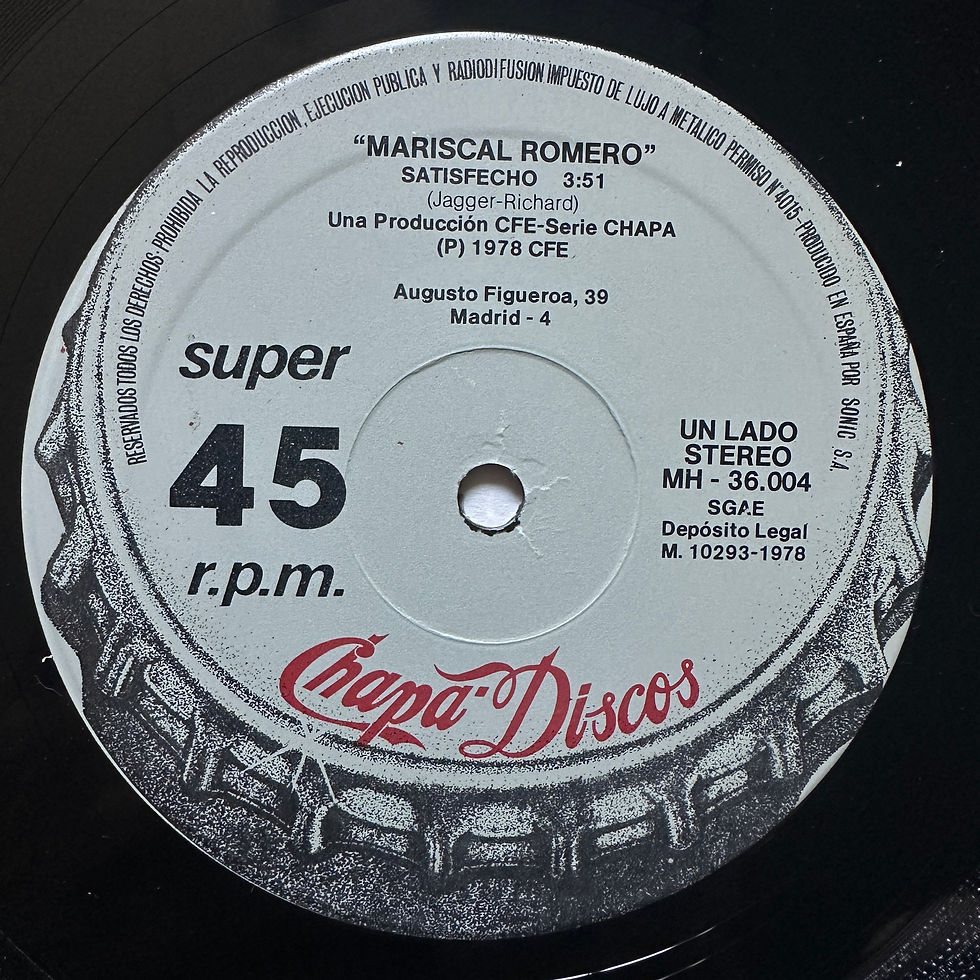 RESERVADOS TODOS LOS DERECHOS PROHIBIDA LA REPRODUCCION, EJECUCION PUBLICA Y RADIODIFUSION IMPUESTO DE LUJO A METALICO PERMISO N.º 4015-PRODUCIDO EN ESPAÑA POR SONIC S.A.
“MARISCAL ROMERO”
SATISFECHO 3:51
(Jagger-Richard)
Una Producción CFE-Serie CHAPA
(P) 1978 CFE
Augusto Figueroa, 39
Madrid - 4
super
45
r.p.m.
UN LADO
STEREO
MH - 36.004
SGAE
Depósito Legal
M. 10293-1978
Chapa-Discos